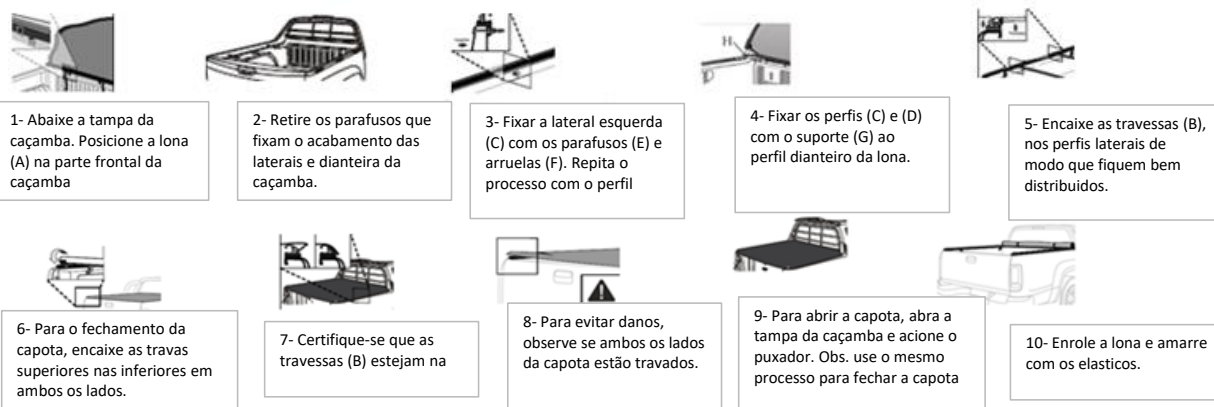 1- Abaixe a tampa da
caçamba. Posicione a lona
(A) na parte frontal da
caçamba
2- Retire os parafusos que
fixam o acabamento das
laterais e dianteira da
caçamba.
3- Fixar a lateral esquerda
(C) com os parafusos (E) e
arruelas (F). Repita o
processo com o perfil
H
4- Fixar os perfis (C) e (D)
com o suporte (G) ao
perfil dianteiro da lona.
5- Encaixe as travessas (B),
nos perfis laterais de
modo que fiquem bem
distribuidos.
6- Para o fechamento da
capota, encaixe as travas
superiores nas inferiores em
ambos os lados.
7- Certifique-se que as
travessas (B) estejam na
8- Para evitar danos,
observe se ambos os lados
da capota estão travados.
9- Para abrir a capota, abra a
tampa da caçamba e acione o
puxador. Obs. use o mesmo
processo para fechar a capota
10- Enrole a lona e amarre
com os elasticos.